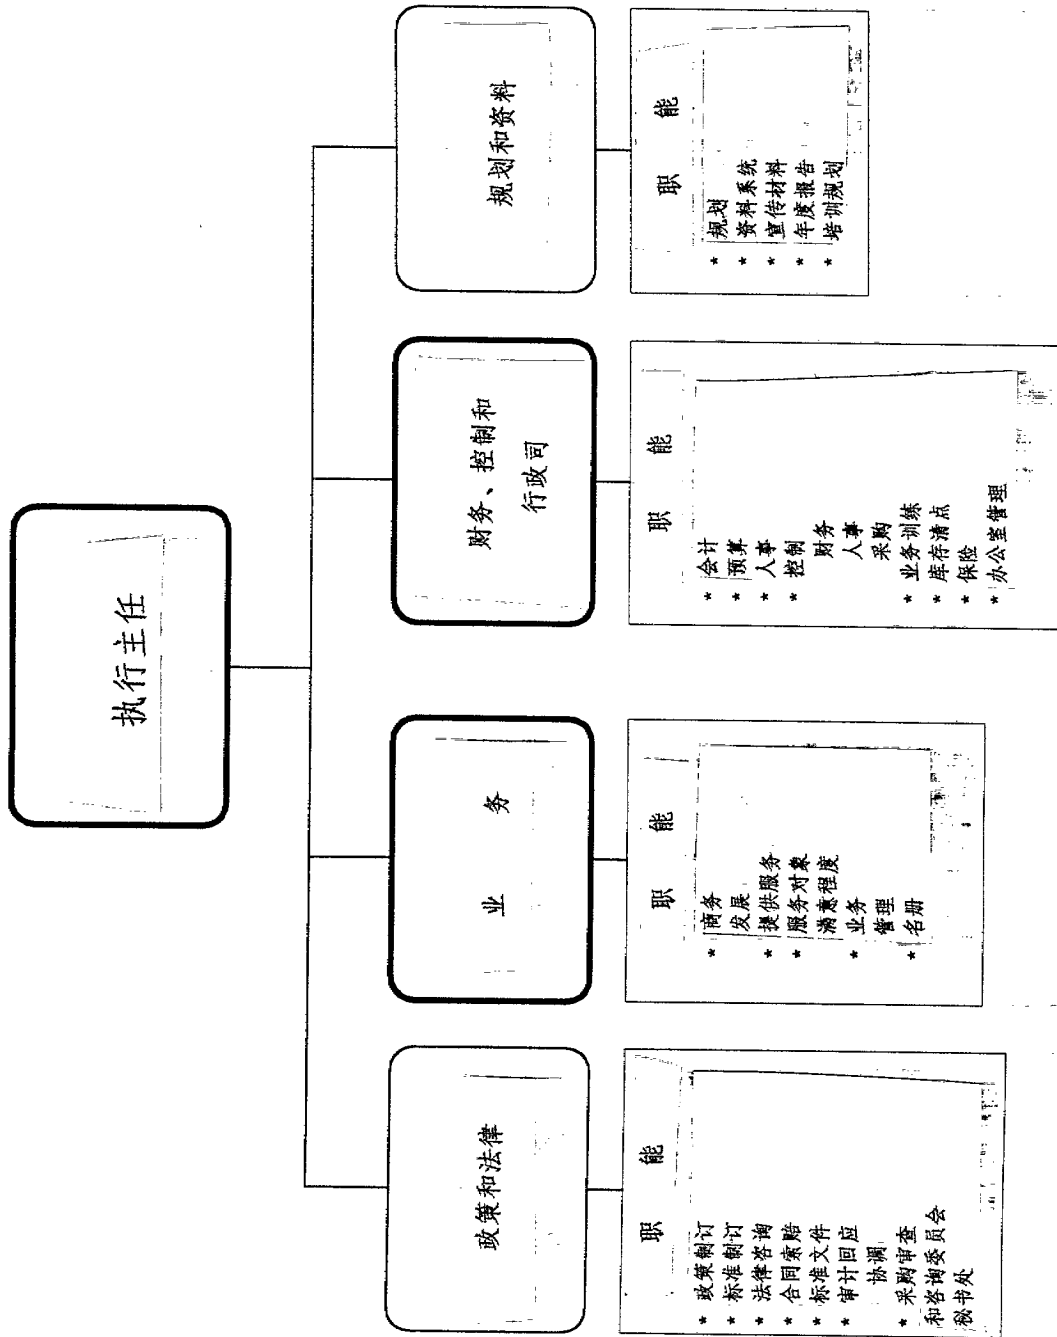 执行主任
政策和法律
业 务
财务、控制和
行政司
规划和资料
职 能
* 政策制订
* 标准制订
* 法律咨询
* 合同索赔
* 标准文件
* 审计回应
协调
* 采购审查
和咨询委员会
秘书处
职 能
* 商务
发展
* 提供服务
* 服务对象
满意程度
* 业务
管理
* 名册
职 能
* 会计
* 预算
* 人事
* 控制
财务
人事
采购
* 业务训练
* 库存清点
* 保险
* 办公室管理
职 能
* 规划
* 资料系统
* 宣传材料
* 年度报告
* 培训规划